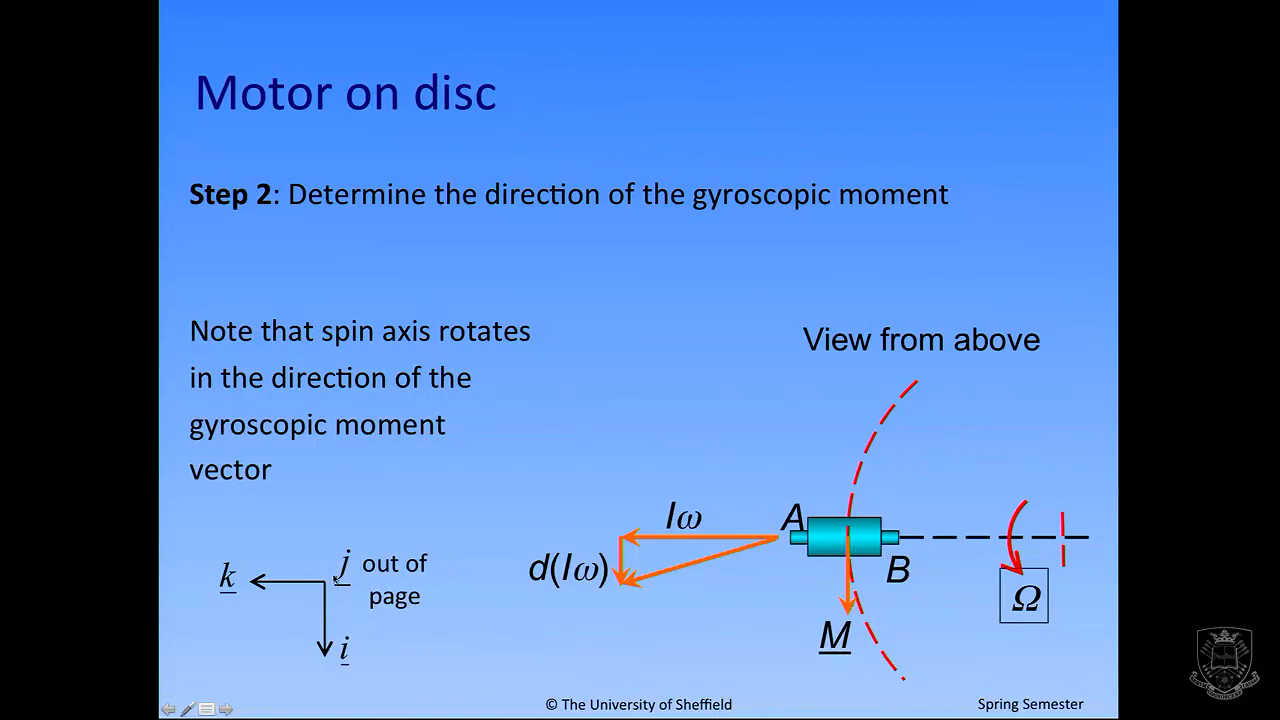 Motor on disc
Step 2: Determine the direction of the gyroscopic moment
Note that spin axis rotates
in the direction of the
gyroscopic moment
vector
View from above
Iω
A
d(Iω)
B
Ω
M
k
j out of
page
i
© The University of Sheffield
Spring Semester